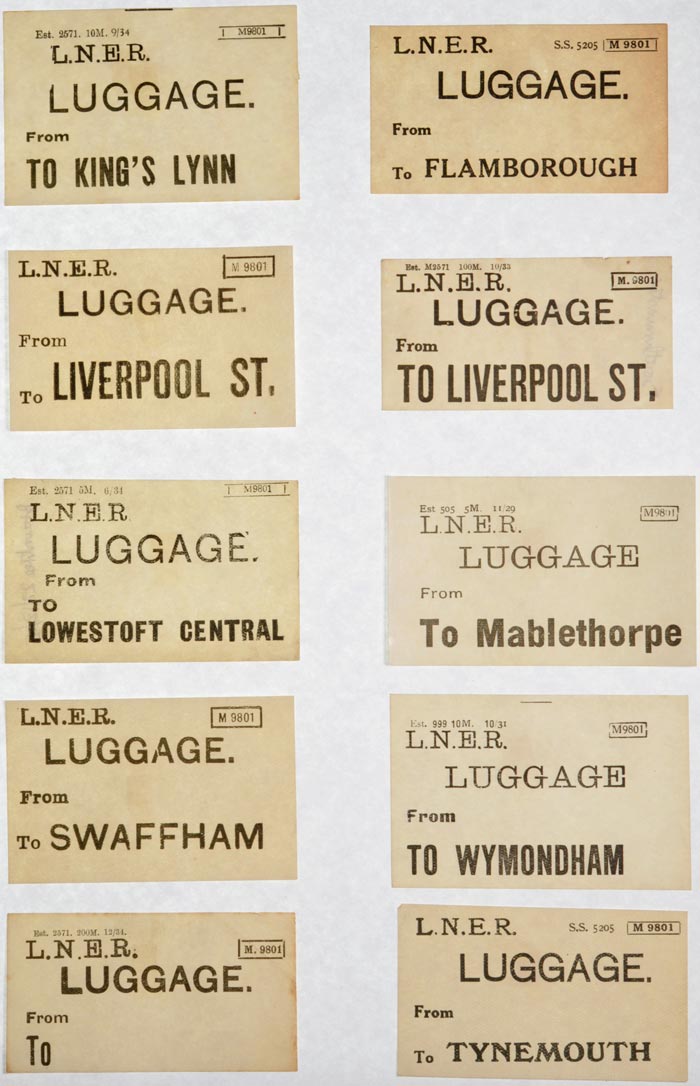 Est. 2571. 10M. 9/34 M9801
L.N.E.R.
LUGGAGE.
From
TO KING'S LYNN
L.N.E.R. S.S. 5205 M 9801
LUGGAGE.
From
To FLAMBOROUGH
L.N.E.R. M 9801
LUGGAGE.
From
To LIVERPOOL ST.
Est. M2571 100M. 10/33
L.N.E.R. M. 9801
LUGGAGE.
From
TO LIVERPOOL ST.
Est. 2571 5M. 6/34 M9801
L.N.E.R
LUGGAGE.
From
TO
LOWESTOFT CENTRAL
Est 505 5M. 11/29 M9801
L.N.E.R.
LUGGAGE
From
To Mablethorpe
L.N.E.R. M 9801
LUGGAGE.
From
To SWAFFHAM
Est. 999 10M. 10/31 M9801
L.N.E.R.
LUGGAGE
From
TO WYMONDHAM
Est. 2571. 200M. 12/34.
L.N.E.R. M. 9801
LUGGAGE.
From
To
L.N.E.R. S.S. 5205 M 9801
LUGGAGE.
From
To TYNEMOUTH